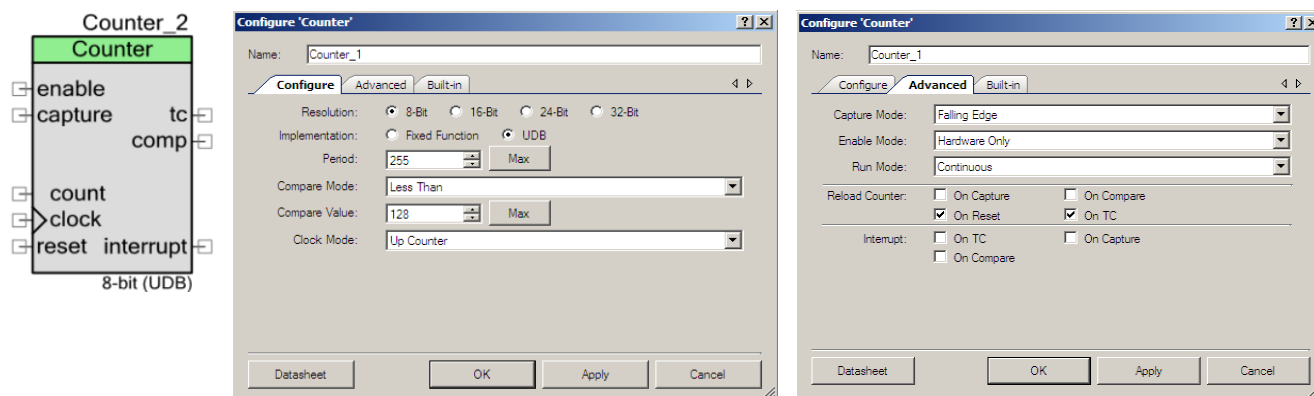 Counter_2
Counter
enable
capture tc
comp
count
clock
reset interrupt
8-bit (UDB)
Configure 'Counter'
Name: Counter_1
Configure Advanced Built-in
Resolution: 8-Bit 16-Bit 24-Bit 32-Bit
Implementation: Fixed Function UDB
Period: 255 Max
Compare Mode: Less Than
Compare Value: 128 Max
Clock Mode: Up Counter
Datasheet OK Apply Cancel
Configure 'Counter'
Name: Counter_1
Configure Advanced Built-in
Capture Mode: Falling Edge
Enable Mode: Hardware Only
Run Mode: Continuous
Reload Counter: On Capture On Compare
On Reset On TC
Interrupt: On TC On Capture
On Compare
Datasheet OK Apply Cancel